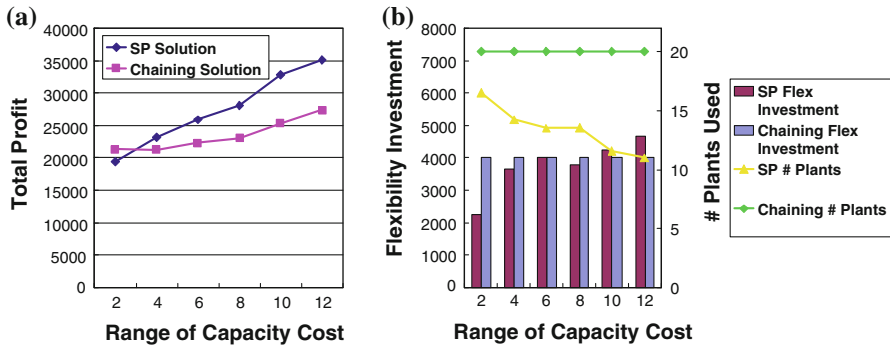 (a)
40000
35000
30000
25000
20000
15000
10000
5000
0
Total Profit
SP Solution
Chaining Solution
2 4 6 8 10 12
Range of Capacity Cost
(b)
8000
7000
6000
5000
4000
3000
2000
1000
0
Flexibility Investment
20
15
10
5
0
# Plants Used
2 4 6 8 10 12
Range of Capacity Cost
SP Flex
Investment
Chaining Flex
Investment
SP # Plants
Chaining # Plants